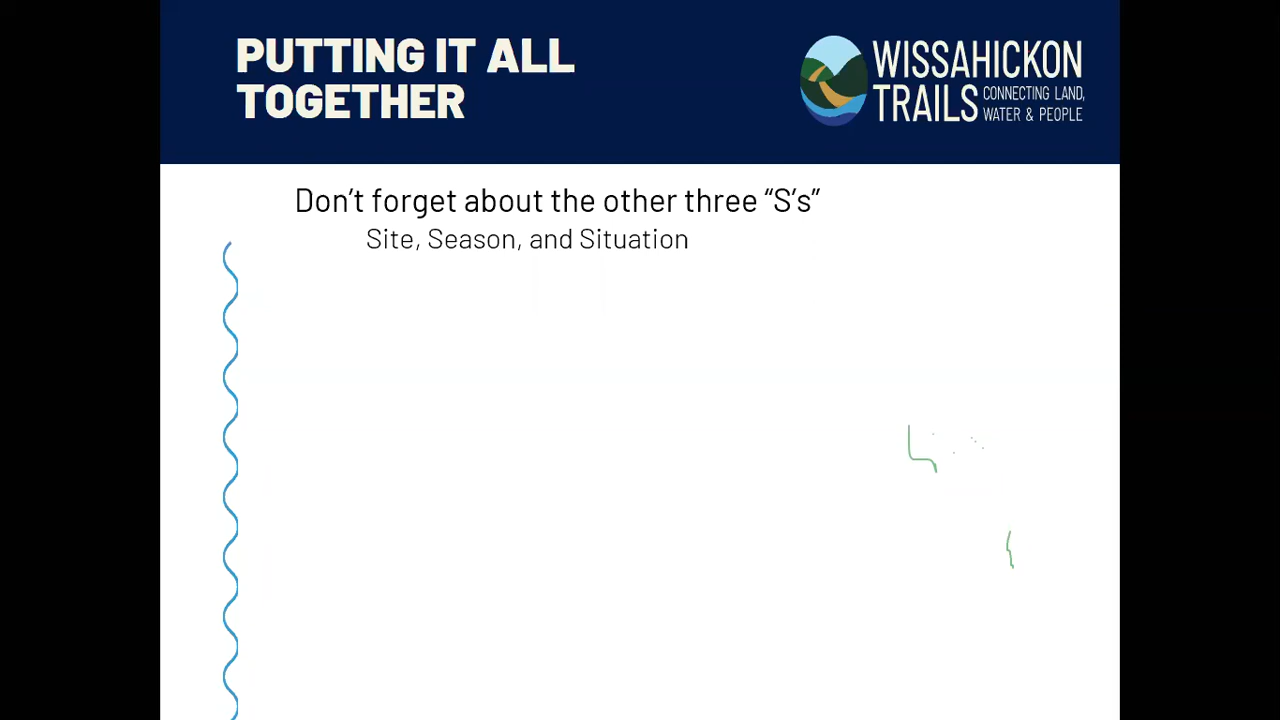 PUTTING IT ALL
TOGETHER
WISSAHICKON
TRAILS CONNECTING LAND,
WATER & PEOPLE
Don't forget about the other three “S's”
Site, Season, and Situation